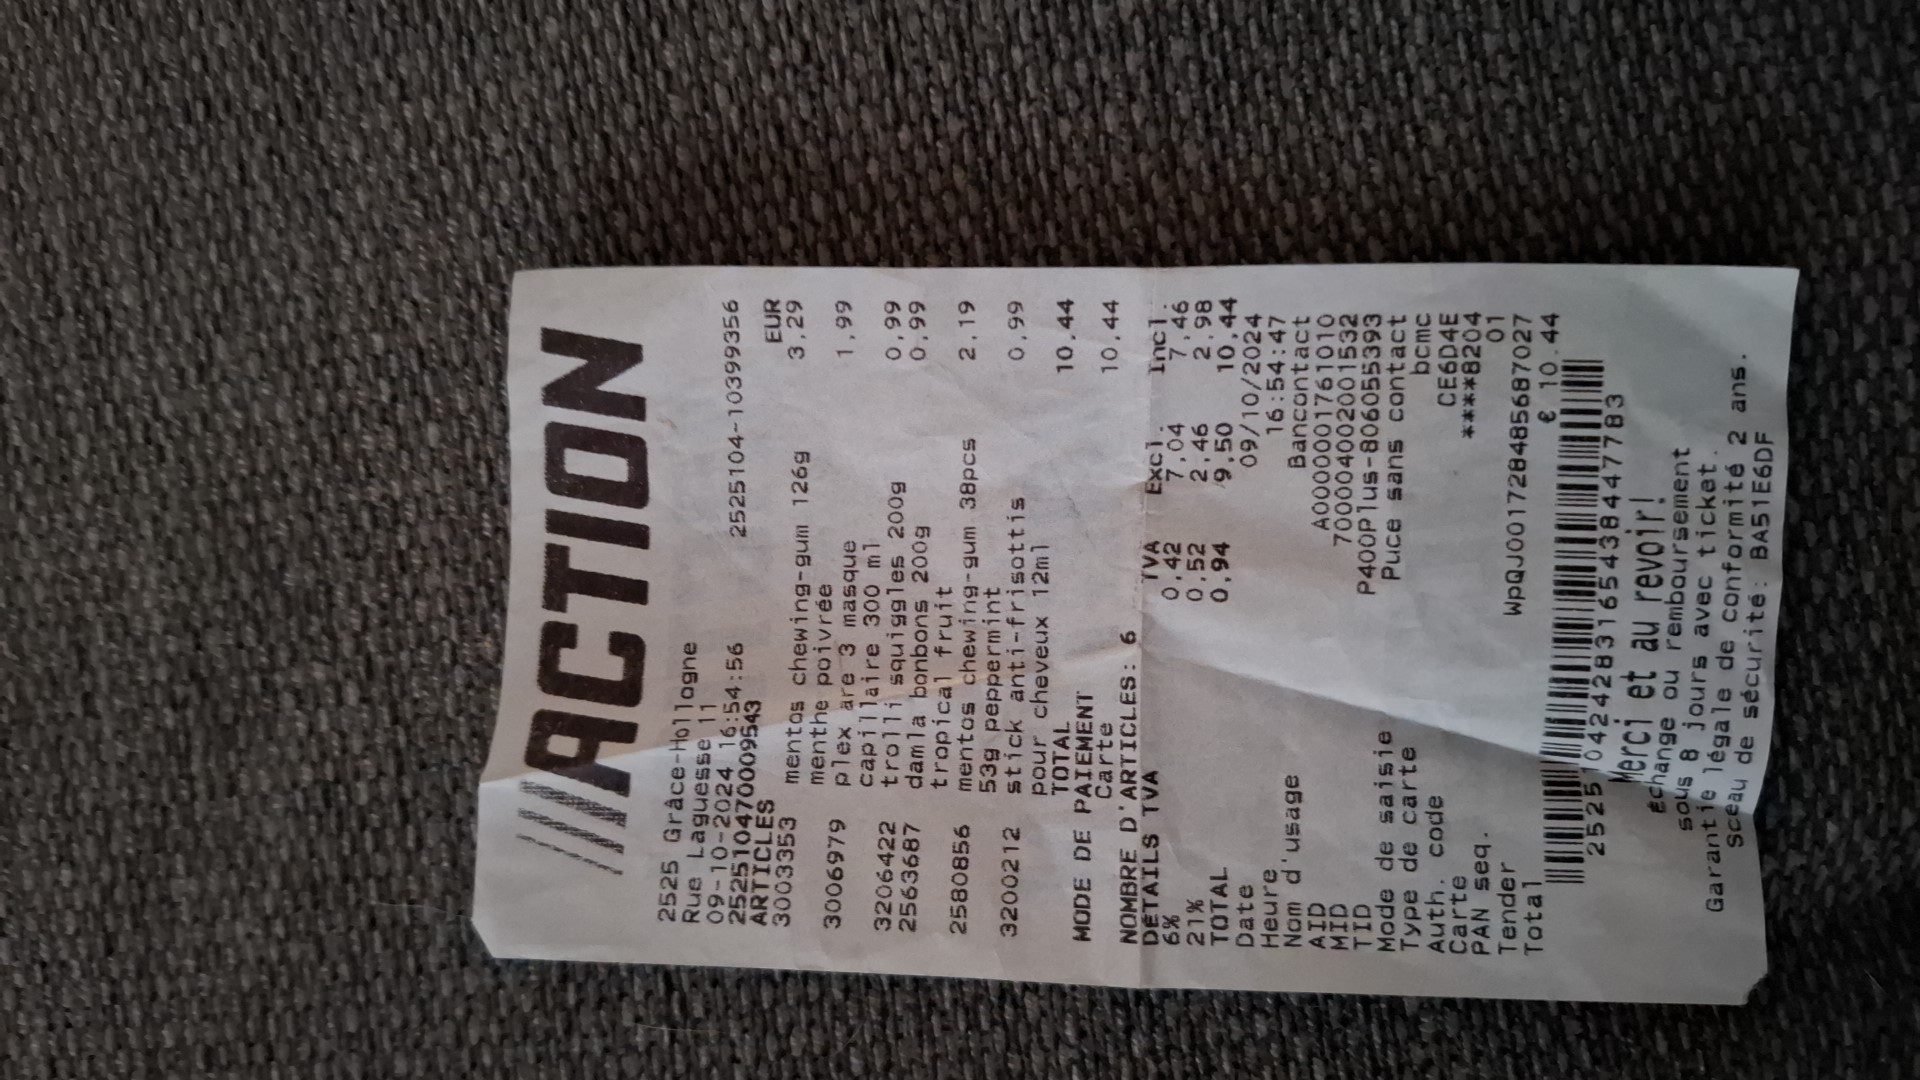 ACTION
2525 Grâce-Hollogne
Rue Laguesse 11
09-10-2024 16:54:56 2525104-10399356
252510470009543
ARTICLES EUR
3003353 mentos chewing-gum 126g 3,29
menthe poivrée
3006979 plex are 3 masque 1,99
capillaire 300 ml
3206422 trolli squiggles 200g 0,99
2563687 damla bonbons 200g 0,99
tropical fruit
2580856 mentos chewing-gum 38pcs 2,19
53g peppermint
3200212 stick anti-frisottis 0,99
pour cheveux 12ml
TOTAL 10,44
MODE DE PAIEMENT
Carte 10,44
NOMBRE D'ARTICLES: 6
DÉTAILS TVA TVA Excl. Incl.
6% 0,42 7,04 7,46
21% 0,52 2,46 2,98
TOTAL 0,94 9,50 10,44
Date 09/10/2024
Heure 16:54:47
Nom d'usage Bancontact
AID A0000001761010
MID 700004002001532
TID P400Plus-806055393
Mode de saisie Puce sans contact
Type de carte bcmc
Auth. code CE6D4E
Carte ****8204
PAN seq. 01
Tender WpQJ001728485687027
Total € 10.44
2525104242831654384447783
Merci et au revoir!
Échange ou remboursement
sous 8 jours avec ticket.
Garantie légale de conformité 2 ans.
Sceau de sécurité: BA51E6DF